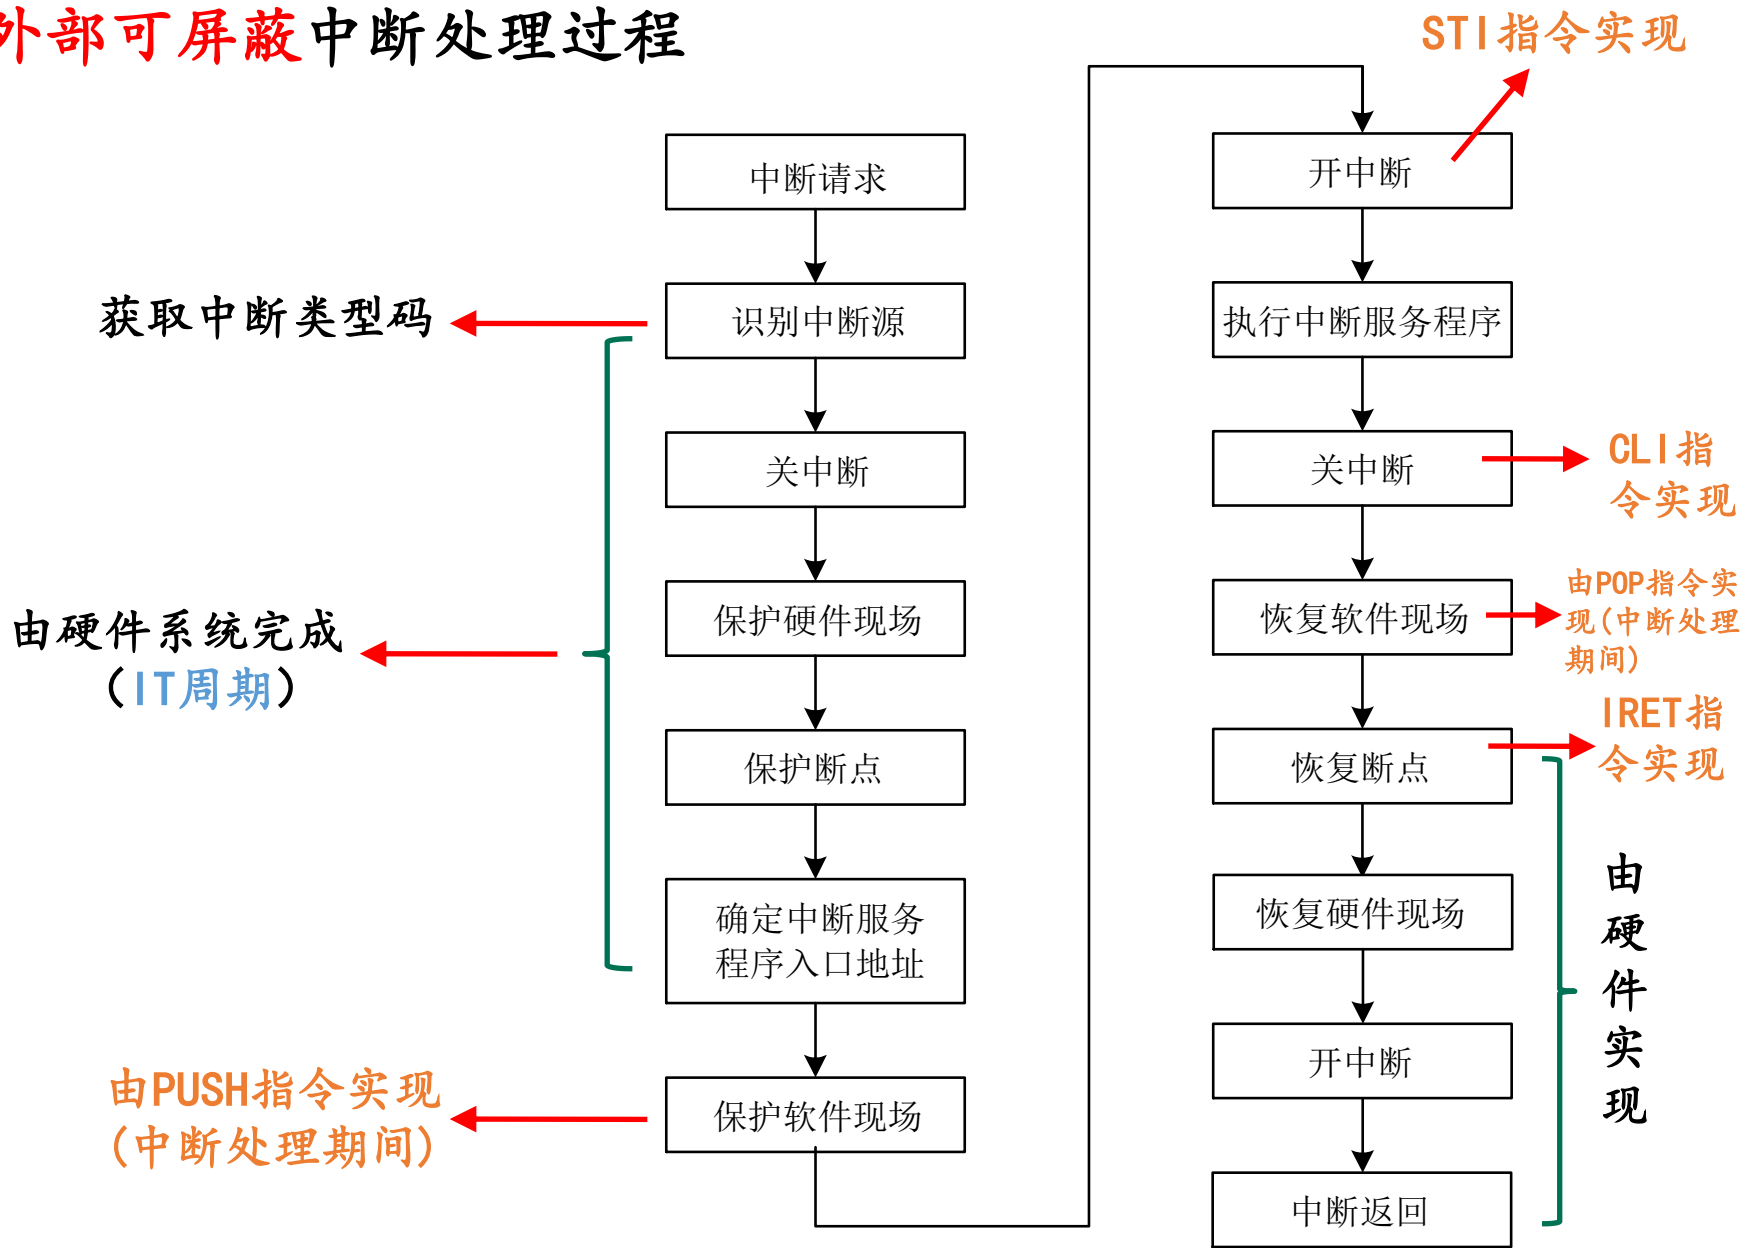 外部可屏蔽中断处理过程
中断请求
识别中断源
获取中断类型码
关中断
保护硬件现场
由硬件系统完成
(IT周期)
保护断点
确定中断服务
程序入口地址
保护软件现场
由PUSH指令实现
(中断处理期间)
STI指令实现
开中断
执行中断服务程序
关中断
CLI指
令实现
恢复软件现场
由POP指令实
现(中断处理
期间)
恢复断点
IRET指
令实现
恢复硬件现场
开中断
中断返回
由
硬
件
实
现